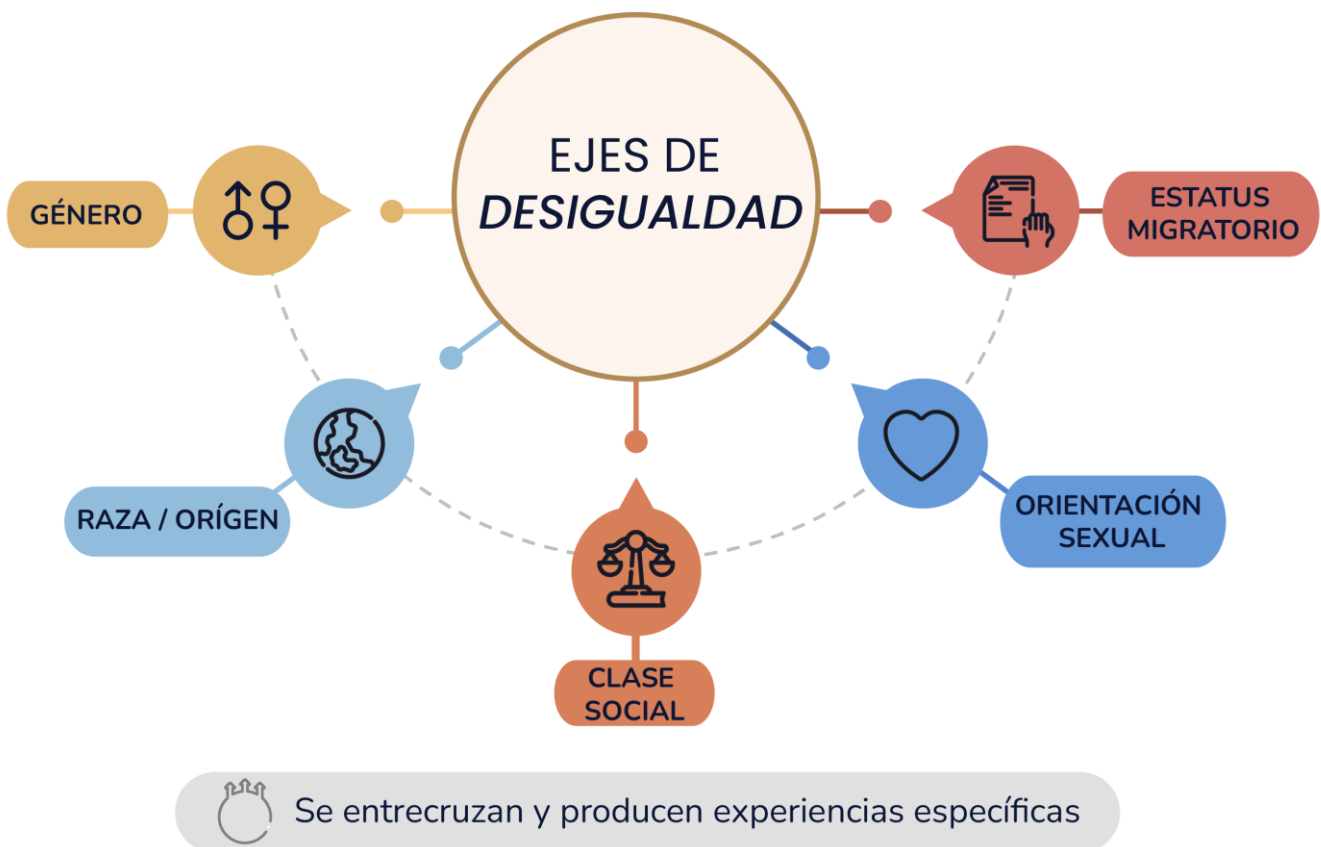 EJES DE
DESIGUALDAD
GÉNERO
ESTATUS
MIGRATORIO
RAZA / ORÍGEN
ORIENTACIÓN
SEXUAL
CLASE
SOCIAL
Se entrecruzan y producen experiencias específicas